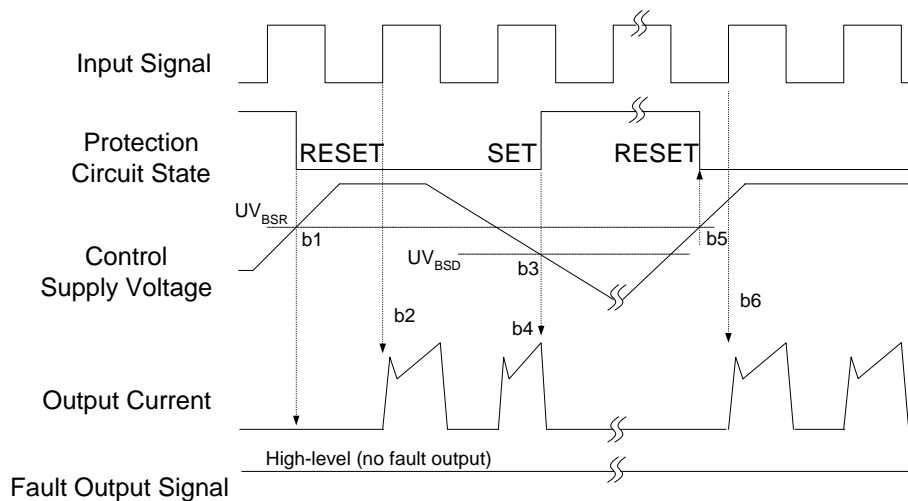 Input Signal
Protection
Circuit State
RESET
SET
RESET
UVBSR
b1
b5
Control
Supply Voltage
UVBSD
b3
b2
b4
b6
Output Current
High-level (no fault output)
Fault Output Signal